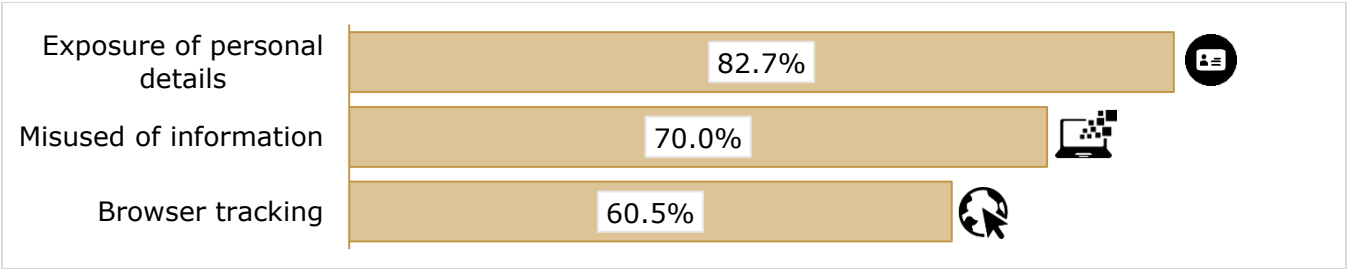 Exposure of personal
details
82.7%
Misused of information
70.0%
Browser tracking
60.5%